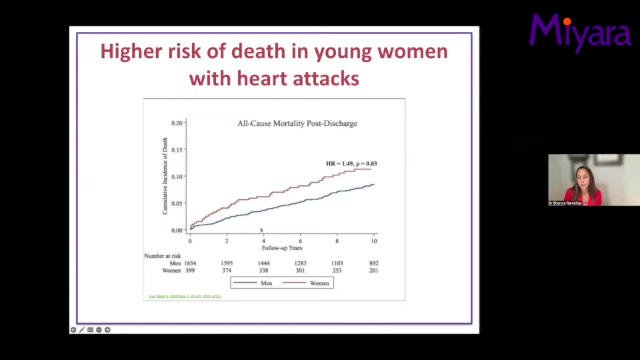 Miyara
Higher risk of death in young women
with heart attacks
All-Cause Mortality Post-Discharge
HR = 1.49, p = 0.03
Cumulative Incidence of Death
0.20
0.15
0.10
0.05
0.00
0 2 4 6 8 10
Follow-up Years
Number at risk
Men 1654 1595 1444 1283 1103 892
Women 399 374 338 301 253 201
Men Women